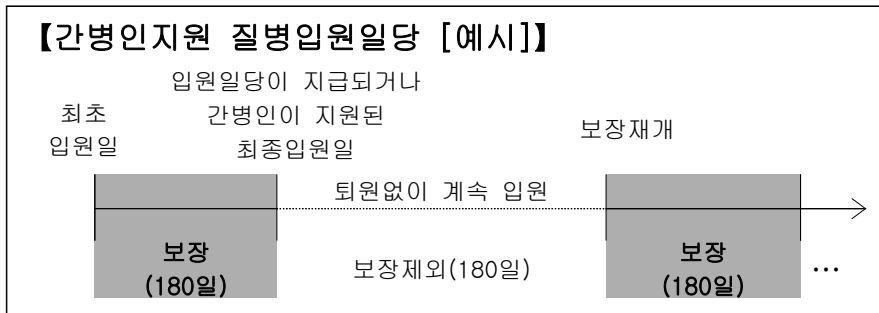 【간병인지원 질병입원일당 [예시]】
입원일당이 지급되거나
최초
입원일
간병인이 지원된
최종입원일
보장재개
퇴원없이 계속 입원
보장
(180일)
보장제외(180일)
보장
(180일)
…